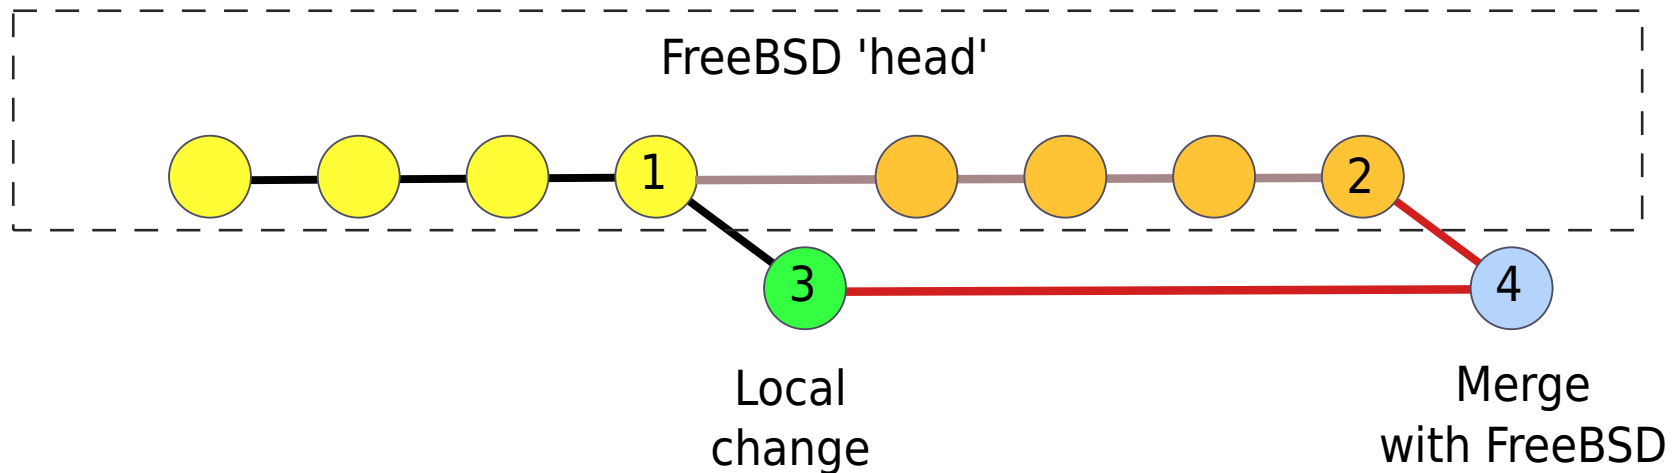 FreeBSD 'head'
1
2
3
4
Local
change
Merge
with FreeBSD